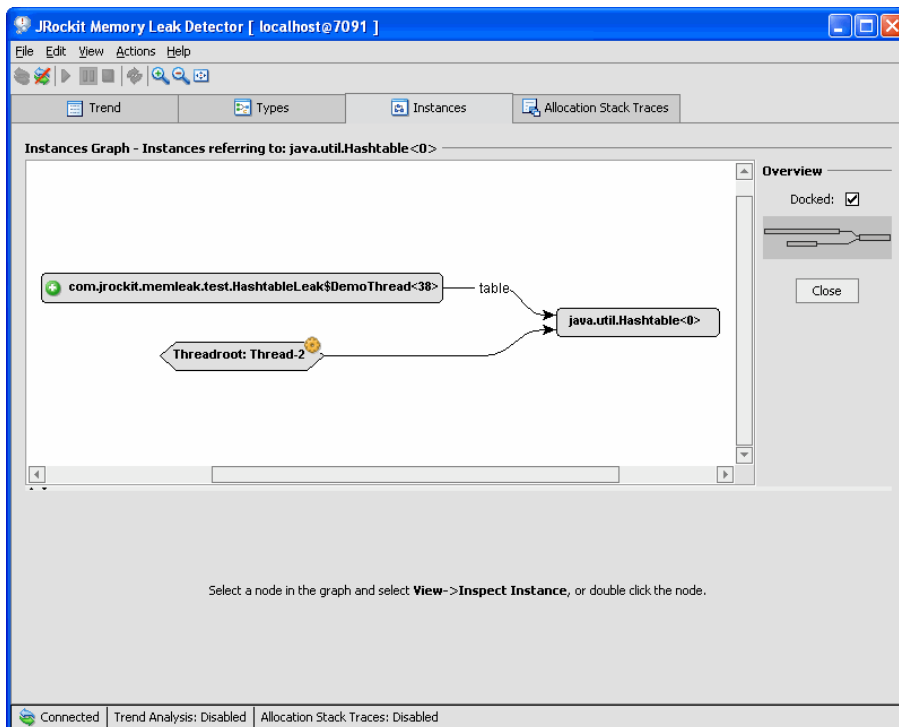 JRockit Memory Leak Detector [ localhost@7091 ]
File Edit View Actions Help
Trend Types Instances Allocation Stack Traces
Instances Graph - Instances referring to: java.util.Hashtable<0>
Overview
Docked:
com.jrockit.memleak.test.HashtableLeak$DemoThread<38>
table
Close
java.util.Hashtable<0>
Threadroot: Thread-2
Select a node in the graph and select View->Inspect Instance, or double click the node.
Connected Trend Analysis: Disabled Allocation Stack Traces: Disabled